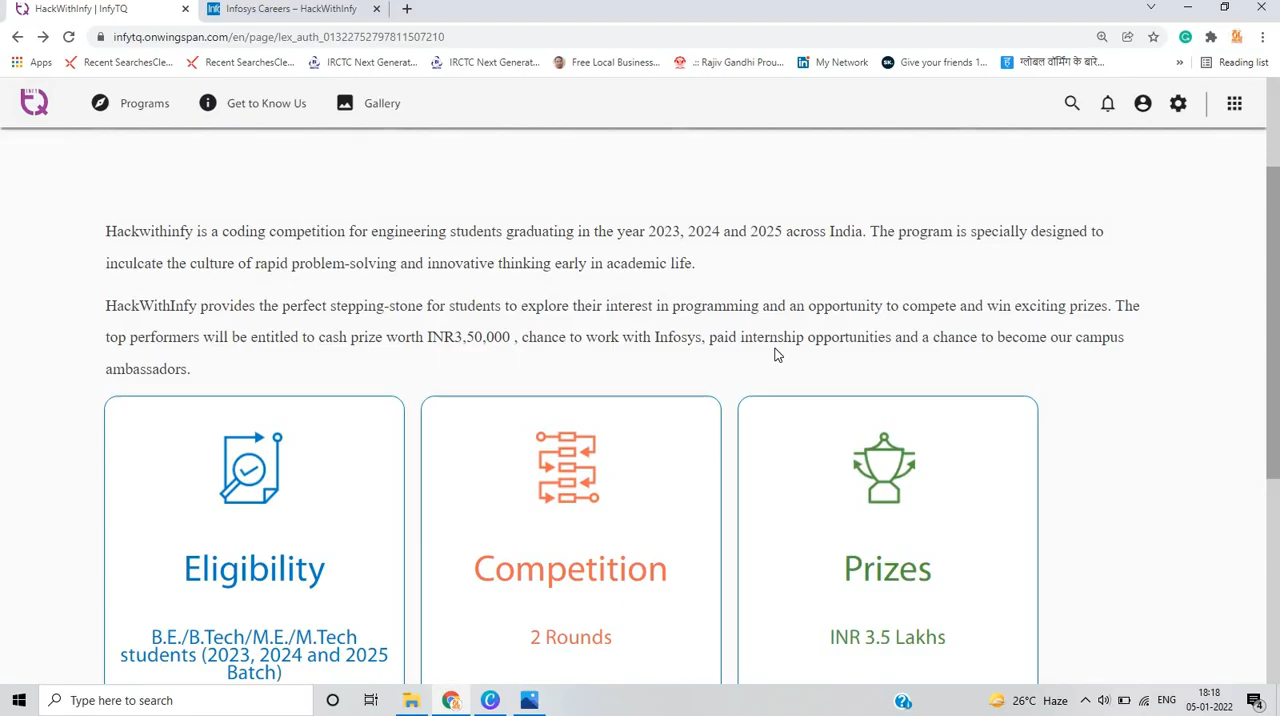 HackWithInfy | InfyTQ
Infosys Careers – HackWithInfy
infytq.onwingspan.com/en/page/lex_auth_01322752797811507210
Apps
Recent SearchesCle...
Recent SearchesCle...
IRCTC Next Generat...
IRCTC Next Generat...
Free Local Business...
.:: Rajiv Gandhi Prou...
My Network
Give your friends 1...
ग्लोबल वॉर्मिंग के बारे...
»
Reading list
Programs
Get to Know Us
Gallery
Hackwithinfy is a coding competition for engineering students graduating in the year 2023, 2024 and 2025 across India. The program is specially designed to
inculcate the culture of rapid problem-solving and innovative thinking early in academic life.
HackWithInfy provides the perfect stepping-stone for students to explore their interest in programming and an opportunity to compete and win exciting prizes. The
top performers will be entitled to cash prize worth INR3,50,000 , chance to work with Infosys, paid internship opportunities and a chance to become our campus
ambassadors.
Eligibility
B.E./B.Tech/M.E./M.Tech
students (2023, 2024 and 2025
Batch)
Competition
2 Rounds
Prizes
INR 3.5 Lakhs
Type here to search
26°C Haze
ENG
18:18
05-01-2022
4